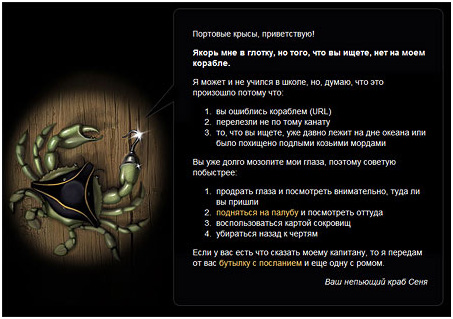 Портовые крысы, приветствую!
Якорь мне в глотку, но того, что вы ищете, нет на моем
корабле.
Я может и не учился в школе, но, думаю, что это
произошло потому что:
1. вы ошиблись кораблем (URL)
2. перелезли не по тому канату
3. то, что вы ищете, уже давно лежит на дне океана или
было похищено подлыми козьими мордами
Вы уже долго мозолите мои глаза, поэтому советую
побыстрее:
1. продрать глаза и посмотреть внимательно, туда ли
вы пришли
2. подняться на палубу и посмотреть оттуда
3. воспользоваться картой сокровищ
4. убираться назад к чертям
Если у вас есть что сказать моему капитану, то я передам
от вас бутылку с посланием и еще одну с ромом.
Ваш непьющий краб Сеня